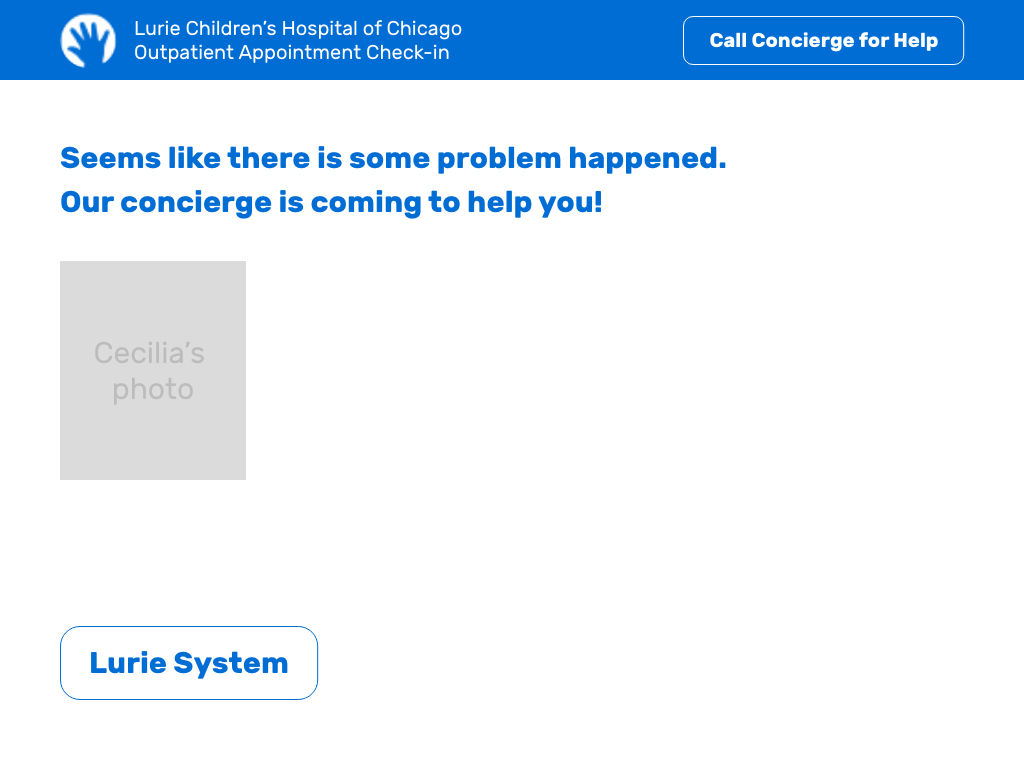 Lurie Children’s Hospital of Chicago
Outpatient Appointment Check-in
Call Concierge for Help
Seems like there is some problem happened.
Our concierge is coming to help you!
Cecilia’s
photo
Lurie System